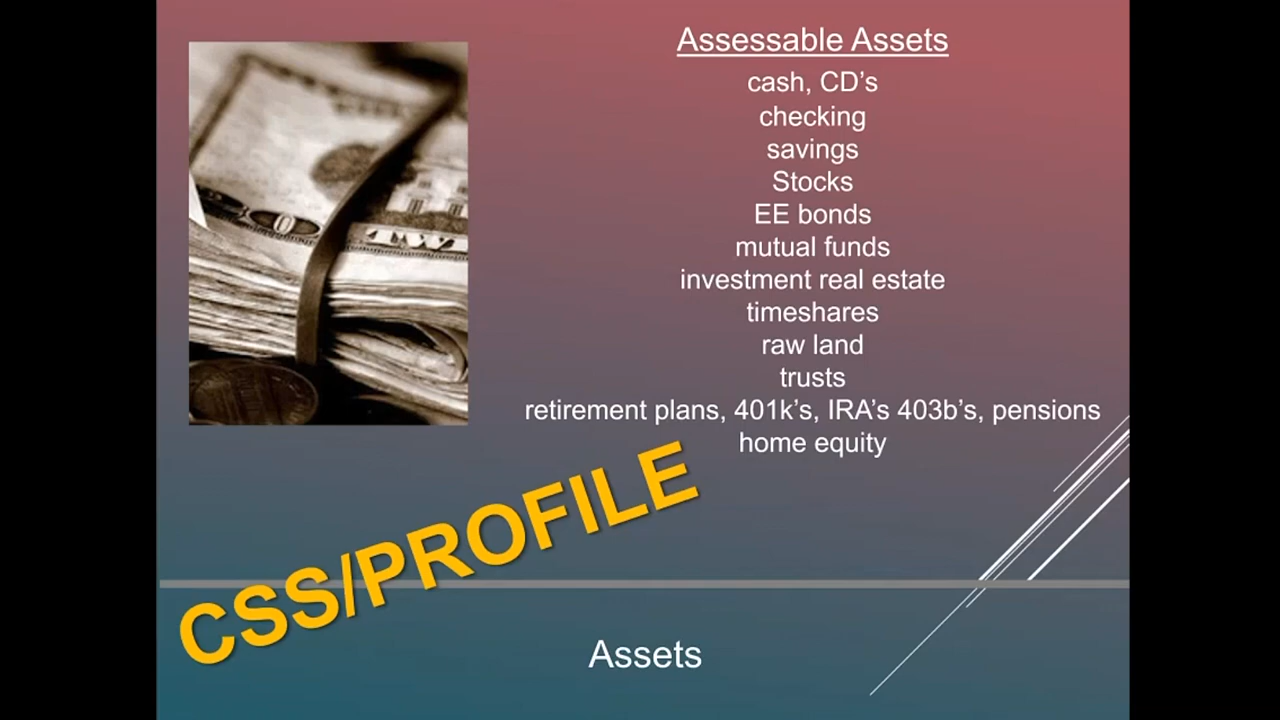 Assessable Assets
cash, CD’s
checking
savings
Stocks
EE bonds
mutual funds
investment real estate
timeshares
raw land
trusts
retirement plans, 401k’s, IRA’s 403b’s, pensions
home equity
CSS/PROFILE
Assets